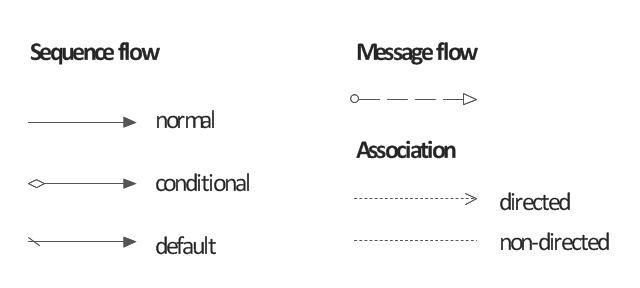 Sequence flow
normal
conditional
default
Message flow
Association
directed
non-directed